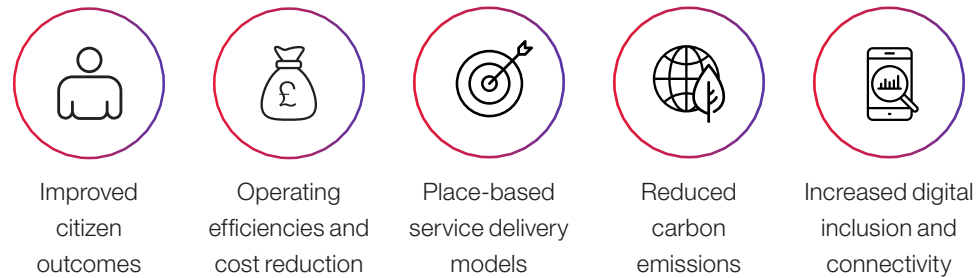 £
Improved
citizen
outcomes
Operating
efficiencies and
cost reduction
Place-based
service delivery
models
Reduced
carbon
emissions
Increased digital
inclusion and
connectivity